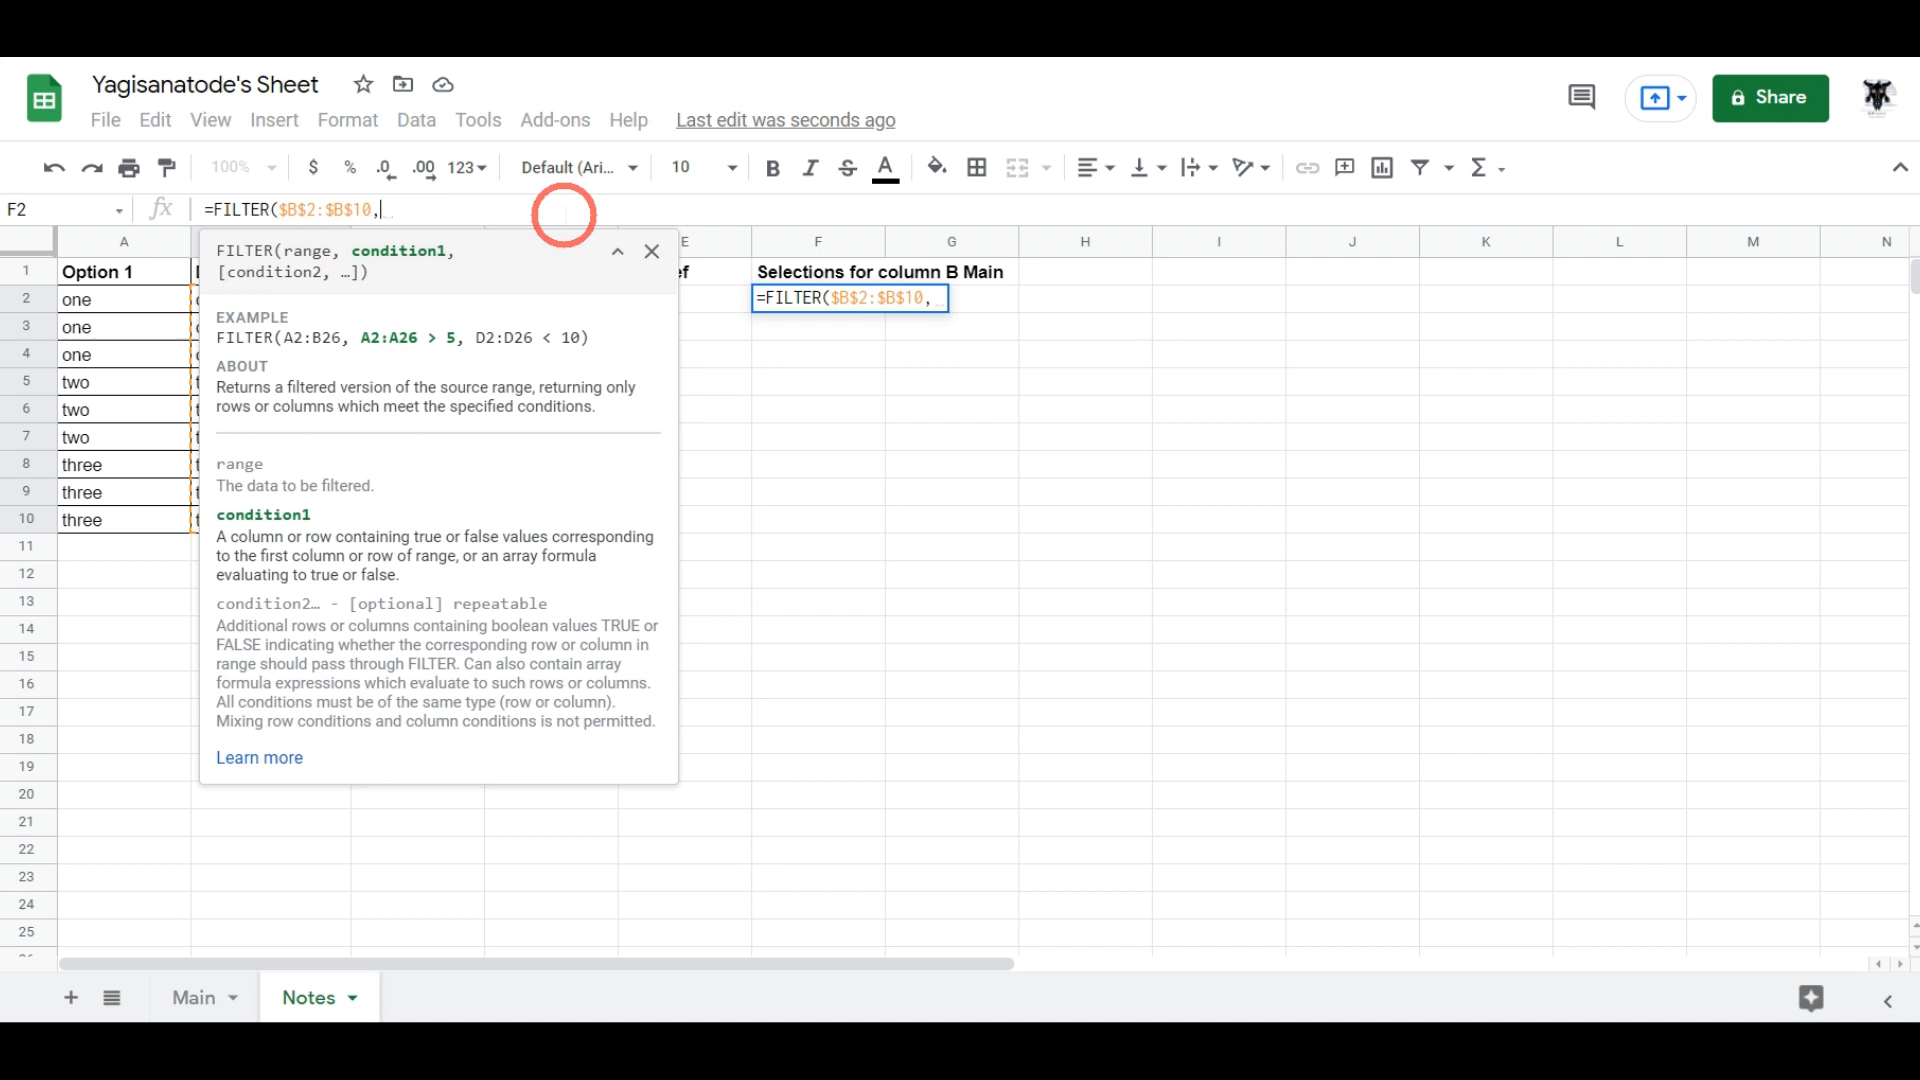 Yagisanatode's Sheet
File Edit View Insert Format Data Tools Add-ons Help Last edit was seconds ago
Share
100% $ % .0 .00 123 Default (Ari... 10 B I S A Σ
F2 fx =FILTER($B$2:$B$10,
A E F G H I J K L M N
FILTER(range, condition1,
[condition2, …])
EXAMPLE
FILTER(A2:B26, A2:A26 > 5, D2:D26 < 10)
ABOUT
Returns a filtered version of the source range, returning only
rows or columns which meet the specified conditions.
range
The data to be filtered.
condition1
A column or row containing true or false values corresponding
to the first column or row of range, or an array formula
evaluating to true or false.
condition2… - [optional] repeatable
Additional rows or columns containing boolean values TRUE or
FALSE indicating whether the corresponding row or column in
range should pass through FILTER. Can also contain array
formula expressions which evaluate to such rows or columns.
All conditions must be of the same type (row or column).
Mixing row conditions and column conditions is not permitted.
Learn more
1 Option 1 Selections for column B Main
2 one =FILTER($B$2:$B$10,
3 one
4 one
5 two
6 two
7 two
8 three
9 three
10 three
11
12
13
14
15
16
17
18
19
20
21
22
23
24
25
Main Notes